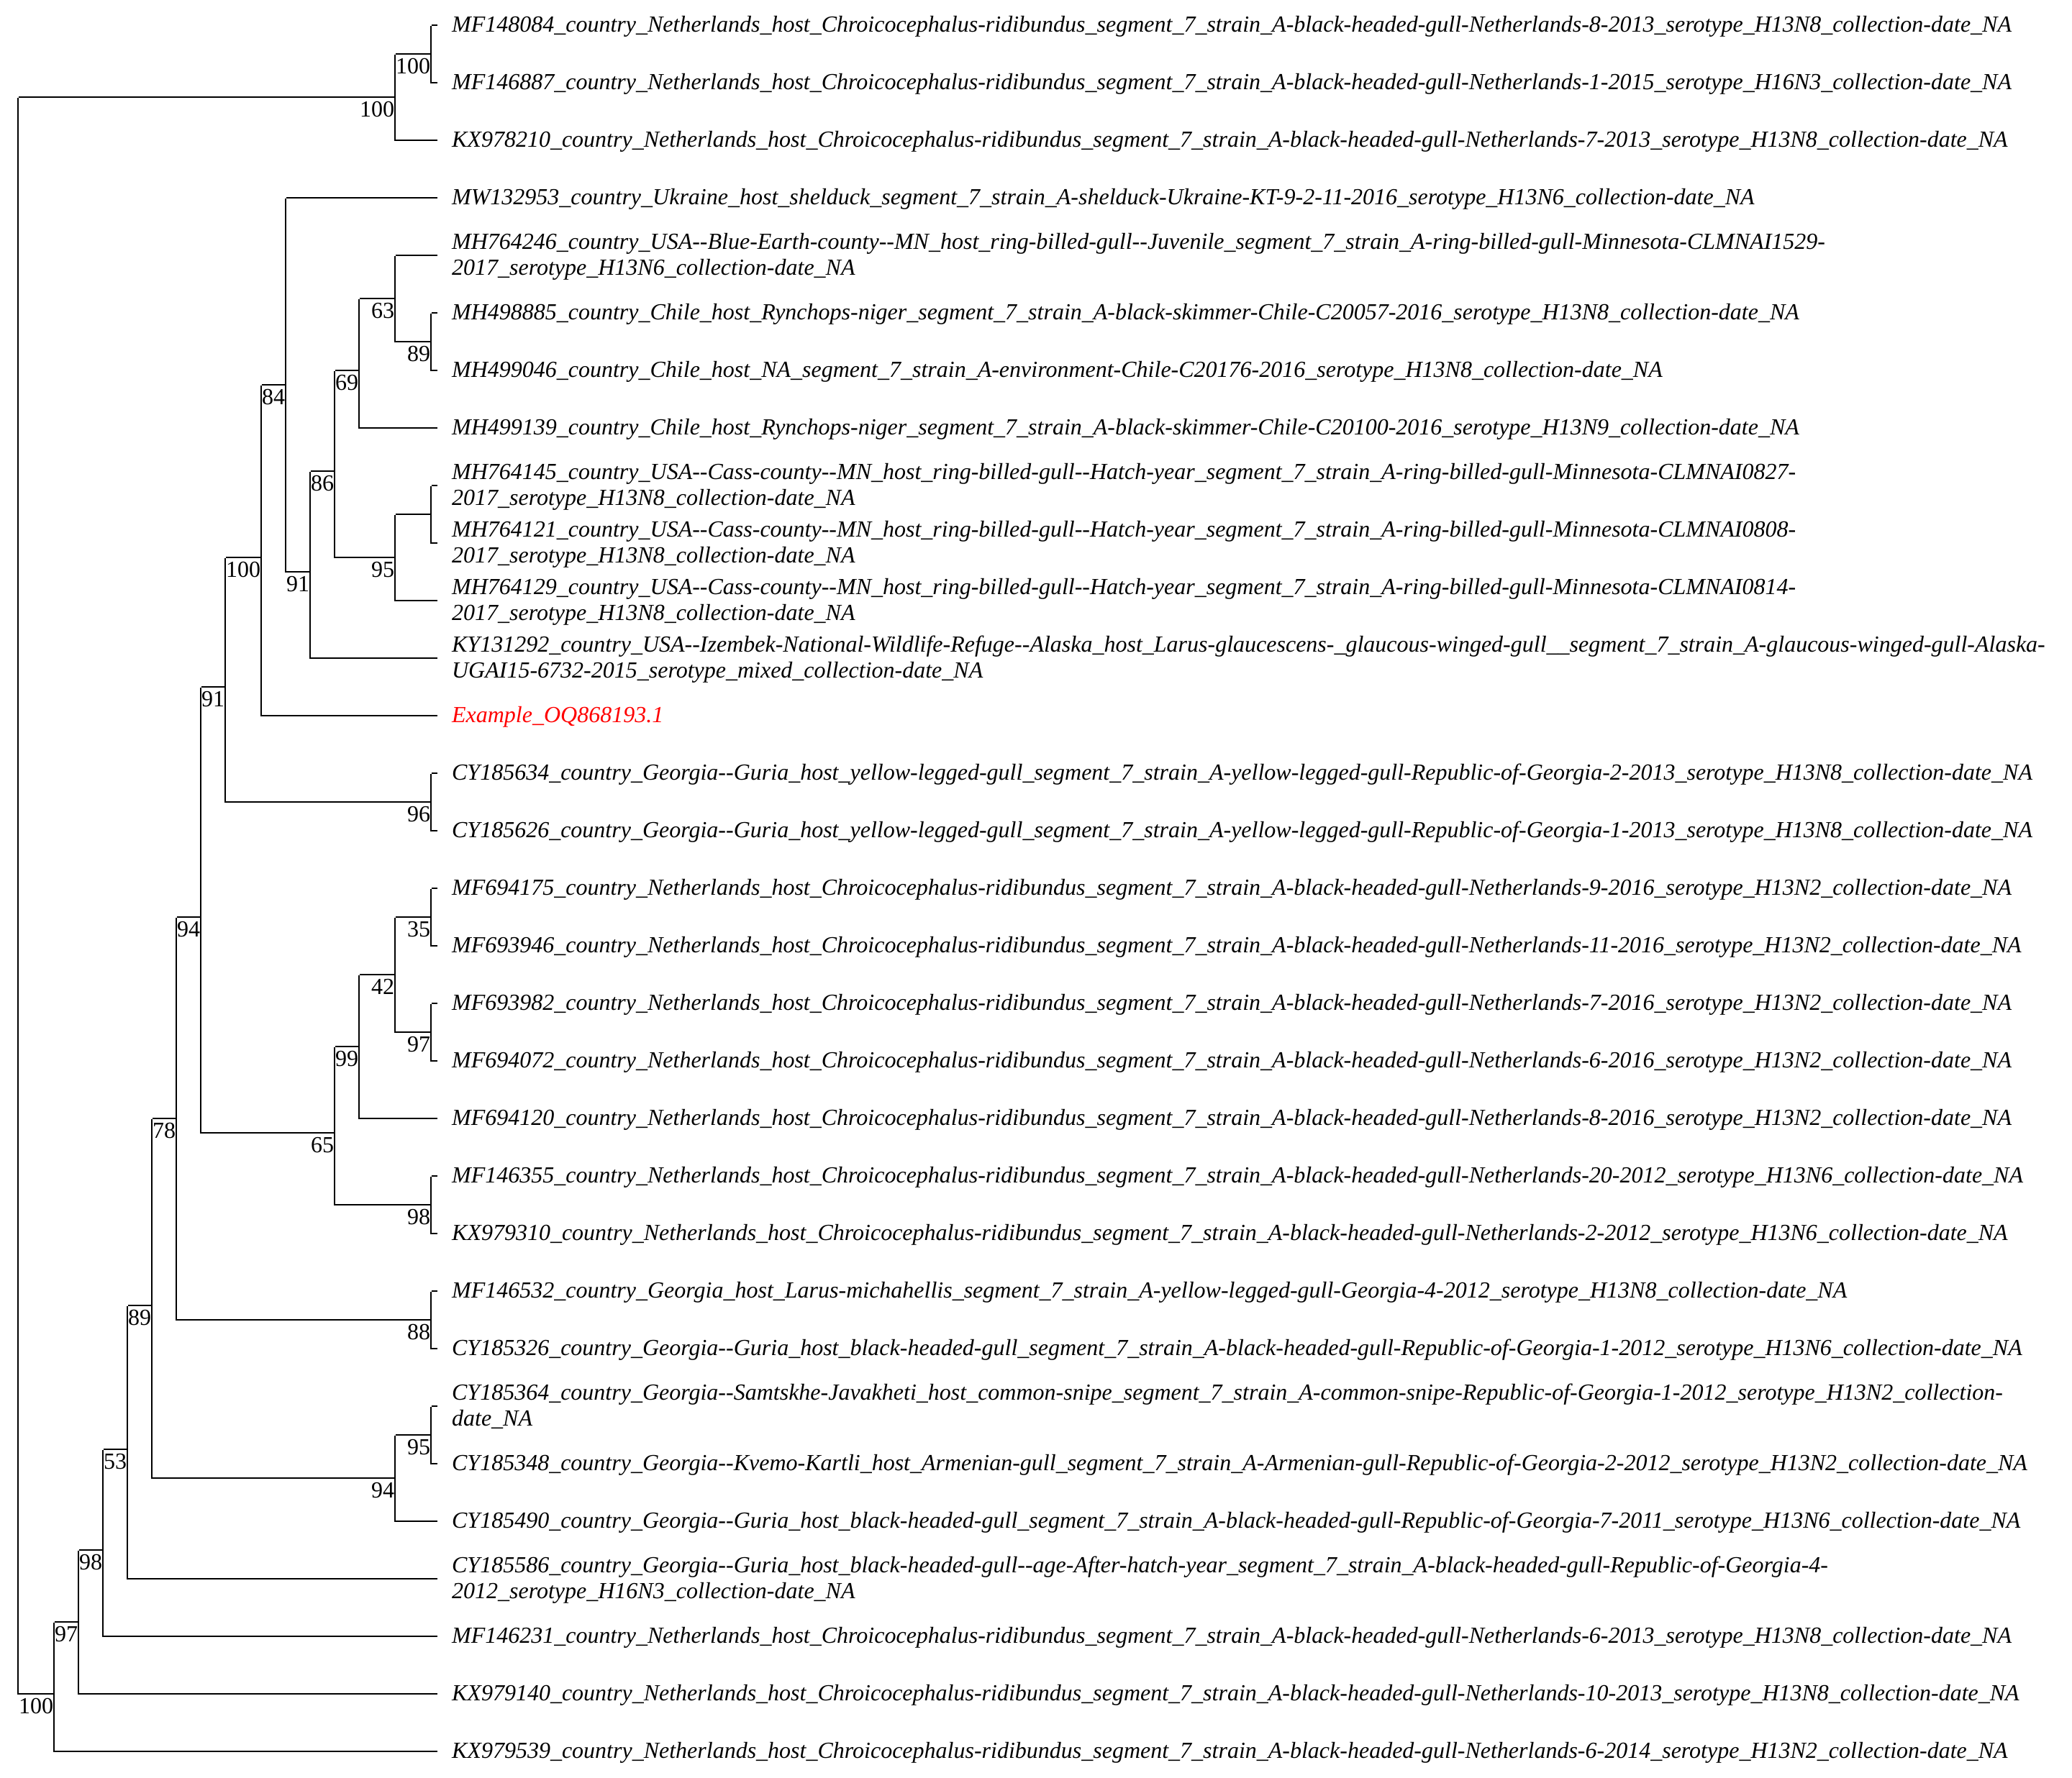 MF148084_country_Netherlands_host_Chroicocephalus-ridibundus_segment_7_strain_A-black-headed-gull-Netherlands-8-2013_serotype_H13N8_collection-date_NA
100
MF146887_country_Netherlands_host_Chroicocephalus-ridibundus_segment_7_strain_A-black-headed-gull-Netherlands-1-2015_serotype_H16N3_collection-date_NA
100
KX978210_country_Netherlands_host_Chroicocephalus-ridibundus_segment_7_strain_A-black-headed-gull-Netherlands-7-2013_serotype_H13N8_collection-date_NA
MW132953_country_Ukraine_host_shelduck_segment_7_strain_A-shelduck-Ukraine-KT-9-2-11-2016_serotype_H13N6_collection-date_NA
MH764246_country_USA--Blue-Earth-county--MN_host_ring-billed-gull--Juvenile_segment_7_strain_A-ring-billed-gull-Minnesota-CLMNAI1529-
2017_serotype_H13N6_collection-date_NA
63
MH498885_country_Chile_host_Rynchops-niger_segment_7_strain_A-black-skimmer-Chile-C20057-2016_serotype_H13N8_collection-date_NA
89
MH499046_country_Chile_host_NA_segment_7_strain_A-environment-Chile-C20176-2016_serotype_H13N8_collection-date_NA
69
84
MH499139_country_Chile_host_Rynchops-niger_segment_7_strain_A-black-skimmer-Chile-C20100-2016_serotype_H13N9_collection-date_NA
MH764145_country_USA--Cass-county--MN_host_ring-billed-gull--Hatch-year_segment_7_strain_A-ring-billed-gull-Minnesota-CLMNAI0827-
86
2017_serotype_H13N8_collection-date_NA
MH764121_country_USA--Cass-county--MN_host_ring-billed-gull--Hatch-year_segment_7_strain_A-ring-billed-gull-Minnesota-CLMNAI0808-
2017_serotype_H13N8_collection-date_NA
100
95
91
MH764129_country_USA--Cass-county--MN_host_ring-billed-gull--Hatch-year_segment_7_strain_A-ring-billed-gull-Minnesota-CLMNAI0814-
2017_serotype_H13N8_collection-date_NA
KY131292_country_USA--Izembek-National-Wildlife-Refuge--Alaska_host_Larus-glaucescens-_glaucous-winged-gull__segment_7_strain_A-glaucous-winged-gull-Alaska-
UGAI15-6732-2015_serotype_mixed_collection-date_NA
91
Example_OQ868193.1
CY185634_country_Georgia--Guria_host_yellow-legged-gull_segment_7_strain_A-yellow-legged-gull-Republic-of-Georgia-2-2013_serotype_H13N8_collection-date_NA
96
CY185626_country_Georgia--Guria_host_yellow-legged-gull_segment_7_strain_A-yellow-legged-gull-Republic-of-Georgia-1-2013_serotype_H13N8_collection-date_NA
MF694175_country_Netherlands_host_Chroicocephalus-ridibundus_segment_7_strain_A-black-headed-gull-Netherlands-9-2016_serotype_H13N2_collection-date_NA
94
35
MF693946_country_Netherlands_host_Chroicocephalus-ridibundus_segment_7_strain_A-black-headed-gull-Netherlands-11-2016_serotype_H13N2_collection-date_NA
42
MF693982_country_Netherlands_host_Chroicocephalus-ridibundus_segment_7_strain_A-black-headed-gull-Netherlands-7-2016_serotype_H13N2_collection-date_NA
97
99
MF694072_country_Netherlands_host_Chroicocephalus-ridibundus_segment_7_strain_A-black-headed-gull-Netherlands-6-2016_serotype_H13N2_collection-date_NA
MF694120_country_Netherlands_host_Chroicocephalus-ridibundus_segment_7_strain_A-black-headed-gull-Netherlands-8-2016_serotype_H13N2_collection-date_NA
78
65
MF146355_country_Netherlands_host_Chroicocephalus-ridibundus_segment_7_strain_A-black-headed-gull-Netherlands-20-2012_serotype_H13N6_collection-date_NA
98
KX979310_country_Netherlands_host_Chroicocephalus-ridibundus_segment_7_strain_A-black-headed-gull-Netherlands-2-2012_serotype_H13N6_collection-date_NA
MF146532_country_Georgia_host_Larus-michahellis_segment_7_strain_A-yellow-legged-gull-Georgia-4-2012_serotype_H13N8_collection-date_NA
89
88
CY185326_country_Georgia--Guria_host_black-headed-gull_segment_7_strain_A-black-headed-gull-Republic-of-Georgia-1-2012_serotype_H13N6_collection-date_NA
CY185364_country_Georgia--Samtskhe-Javakheti_host_common-snipe_segment_7_strain_A-common-snipe-Republic-of-Georgia-1-2012_serotype_H13N2_collection-
date_NA
95
53
CY185348_country_Georgia--Kvemo-Kartli_host_Armenian-gull_segment_7_strain_A-Armenian-gull-Republic-of-Georgia-2-2012_serotype_H13N2_collection-date_NA
94
CY185490_country_Georgia--Guria_host_black-headed-gull_segment_7_strain_A-black-headed-gull-Republic-of-Georgia-7-2011_serotype_H13N6_collection-date_NA
98
CY185586_country_Georgia--Guria_host_black-headed-gull--age-After-hatch-year_segment_7_strain_A-black-headed-gull-Republic-of-Georgia-4-
2012_serotype_H16N3_collection-date_NA
97
MF146231_country_Netherlands_host_Chroicocephalus-ridibundus_segment_7_strain_A-black-headed-gull-Netherlands-6-2013_serotype_H13N8_collection-date_NA
KX979140_country_Netherlands_host_Chroicocephalus-ridibundus_segment_7_strain_A-black-headed-gull-Netherlands-10-2013_serotype_H13N8_collection-date_NA
100
KX979539_country_Netherlands_host_Chroicocephalus-ridibundus_segment_7_strain_A-black-headed-gull-Netherlands-6-2014_serotype_H13N2_collection-date_NA